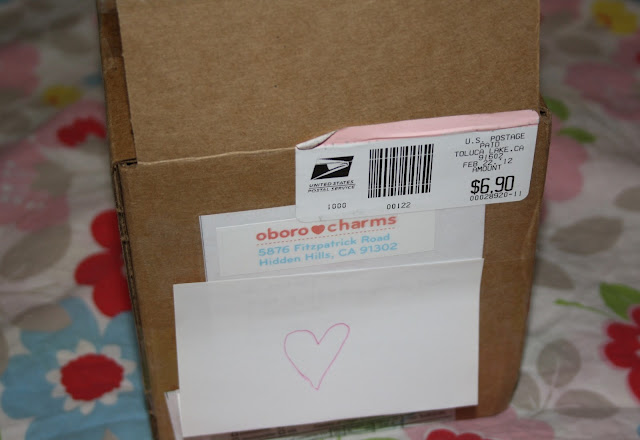 U.S. POSTAGE
PAID
TOLUCA LAKE,CA
91602
FEB 22, 12
AMOUNT
$6.90
00028920-11
UNITED STATES
POSTAL SERVICE
1000 00122
oboro charms
5876 Fitzpatrick Road
Hidden Hills, CA 91302